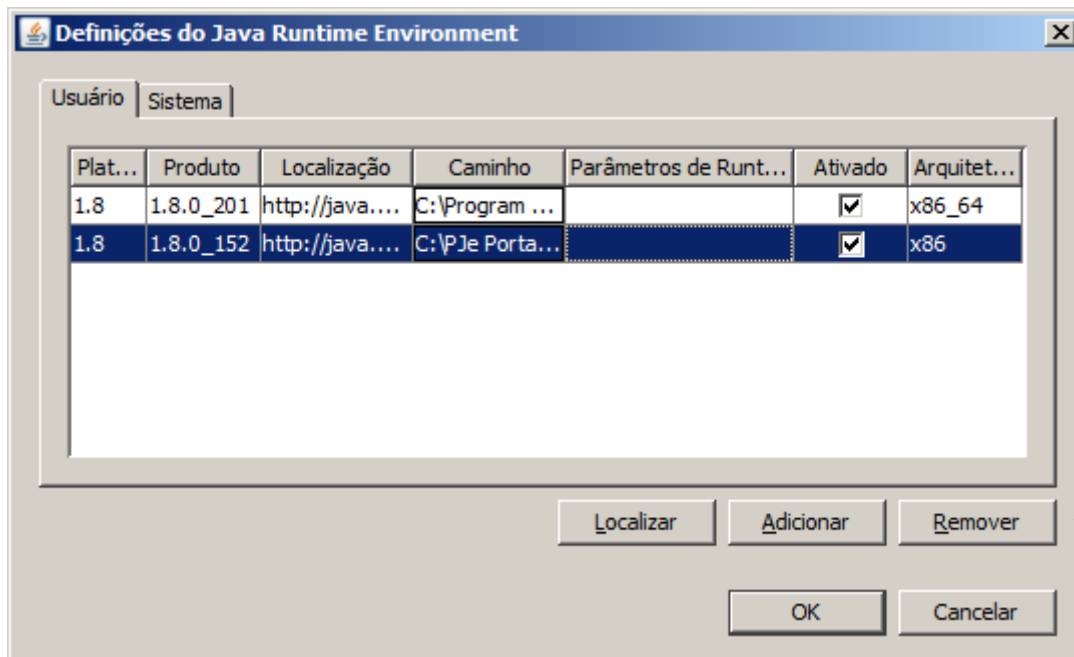 Definições do Java Runtime Environment
Usuário Sistema
Plat... Produto Localização Caminho Parâmetros de Runt... Ativado Arquitet...
1.8 1.8.0_201 http://java.... C:\Program ... x86_64
1.8 1.8.0_152 http://java.... C:\PJe Porta... x86
Localizar Adicionar Remover
OK Cancelar